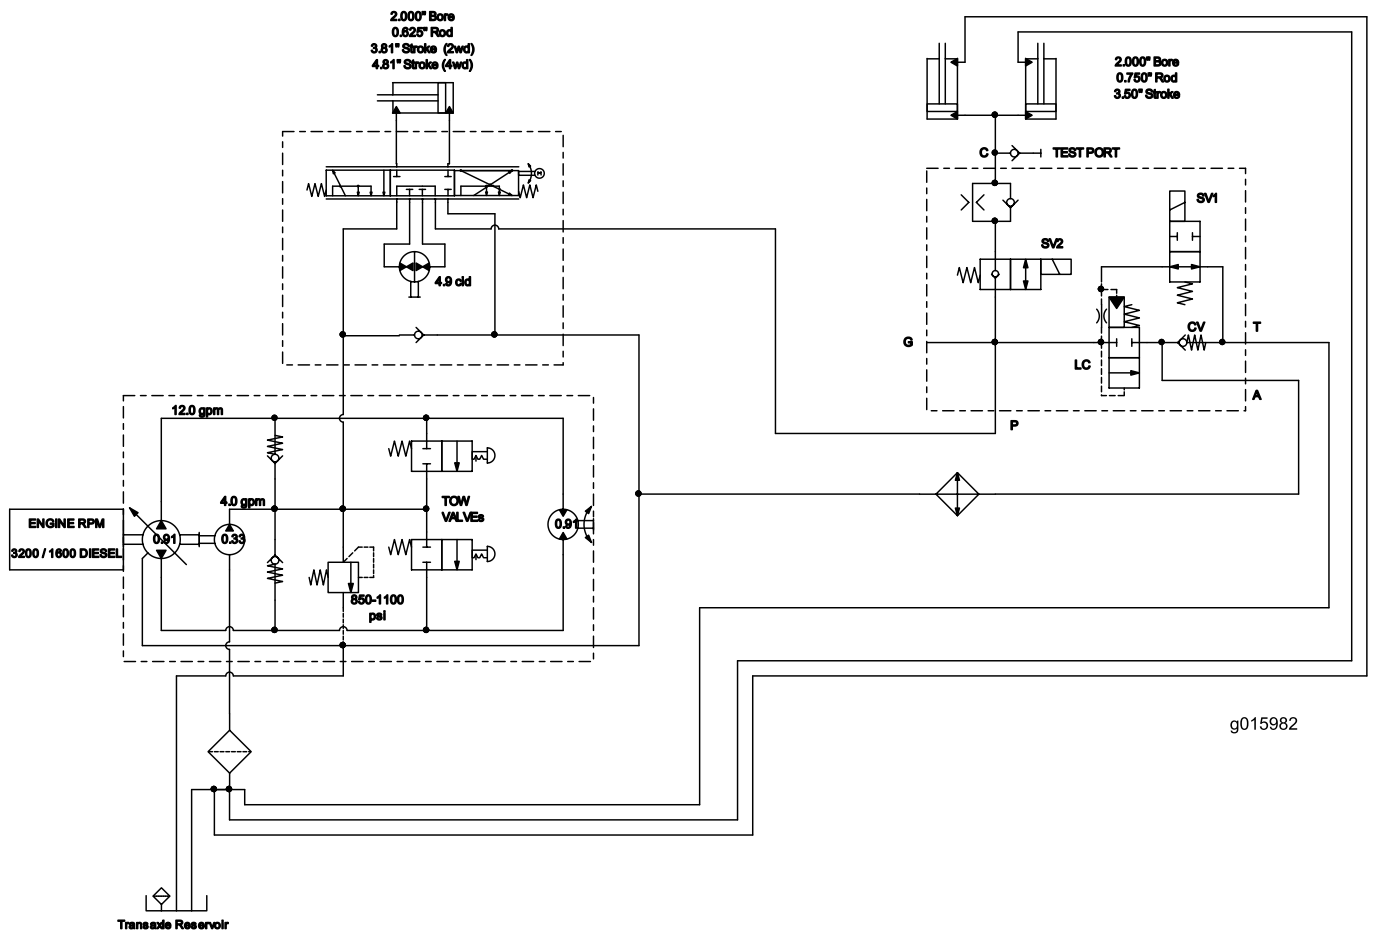 2.000" Bore
0.625" Rod
3.81" Stroke (2wd)
4.81" Stroke (4wd)
2.000" Bore
0.750" Rod
3.50" Stroke
C
TEST PORT
SV1
SV2
M
4.9 cid
G
CV
T
LC
A
P
12.0 gpm
4.0 gpm
TOW
VALVEs
ENGINE RPM
3200 / 1600 DIESEL
0.91
0.33
0.91
850-1100
psi
g015982
Transaxle Reservoir